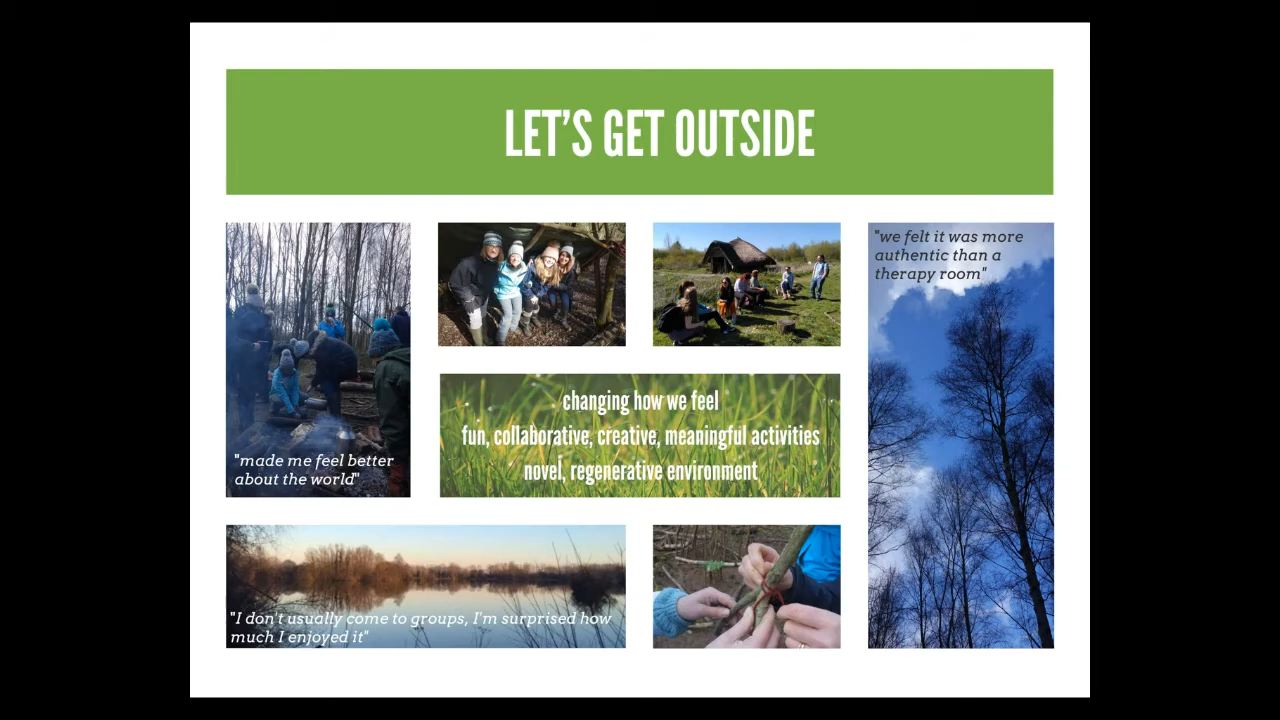 LET'S GET OUTSIDE
"we felt it was more
authentic than a
therapy room"
changing how we feel
fun, collaborative, creative, meaningful activities
novel, regenerative environment
"made me feel better
about the world"
"I don't usually come to groups, I'm surprised how
much I enjoyed it"